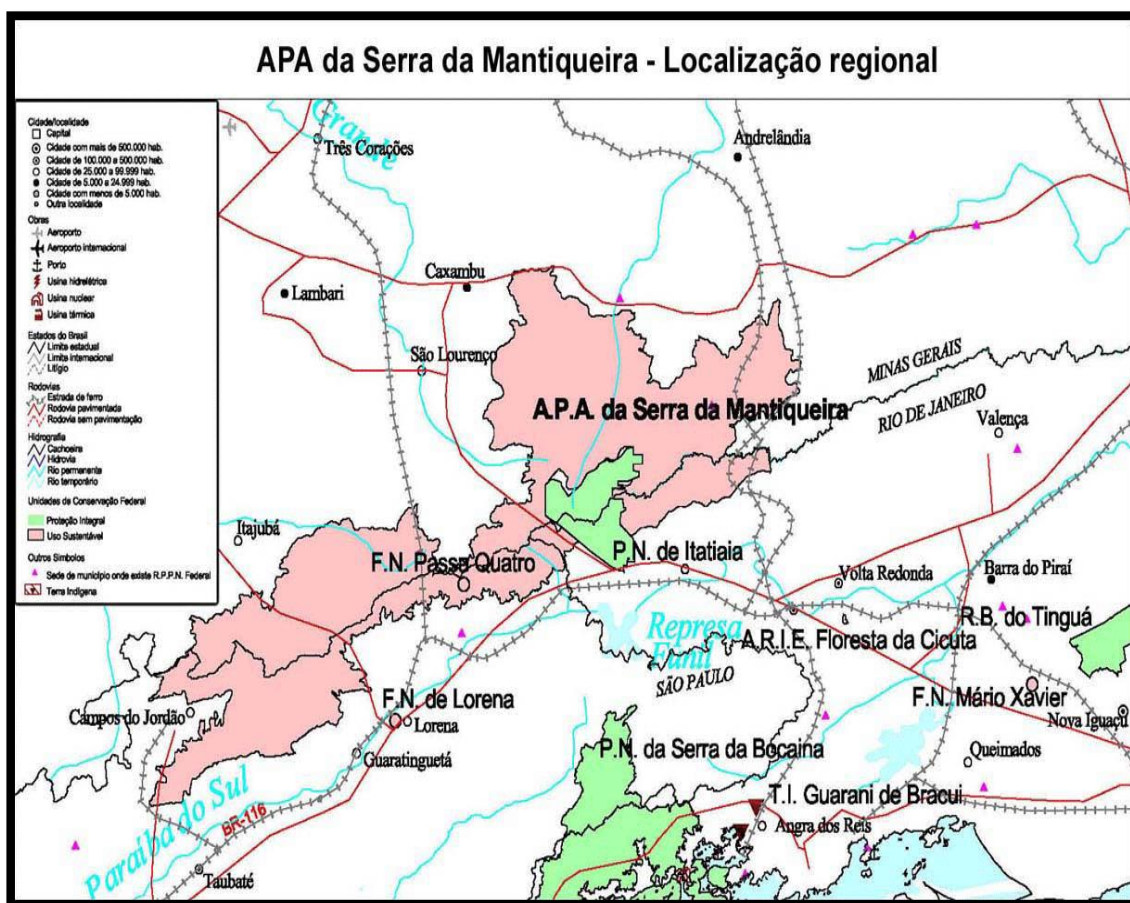 APA da Serra da Mantiqueira - Localização regional
Cidade/localidade
Capital
Cidade com mais de 500.000 hab.
Cidade de 100.000 a 500.000 hab.
Cidade de 25.000 a 99.999 hab.
Cidade de 5.000 a 24.999 hab.
Cidade com menos de 5.000 hab.
Outra localidade
Obras
Aeroporto
Aeroporto internacional
Porto
Usina hidrelétrica
Usina nuclear
Usina térmica
Estados do Brasil
Limite estadual
Limite internacional
Litígio
Rodovias
Estrada de ferro
Rodovia pavimentada
Rodovia sem pavimentação
Hidrografia
Cachoeira
Hidrovia
Rio permanente
Rio temporário
Unidades de Conservação Federal
Proteção Integral
Uso Sustentável
Outros Símbolos
Sede de município onde existe R.P.P.N. Federal
Terra Indígena
Grande
Três Corações
Andrelândia
Caxambu
Lambari
São Lourenço
MINAS GERAIS
A.P.A. da Serra da Mantiqueira
RIO DE JANEIRO
Valença
Itajubá
F.N. Passa Quatro
P.N. de Itatiaia
Volta Redonda
Barra do Piraí
Represa
Funil
A.R.I.E. Floresta da Cicuta
R.B. do Tinguá
SÃO PAULO
F.N. de Lorena
Lorena
F.N. Mário Xavier
Campos do Jordão
Nova Iguaçú
Guaratinguetá
P.N. da Serra da Bocaina
Queimados
T.I. Guarani de Bracui
Angra dos Reis
Paraíba do Sul
BR-116
Taubaté